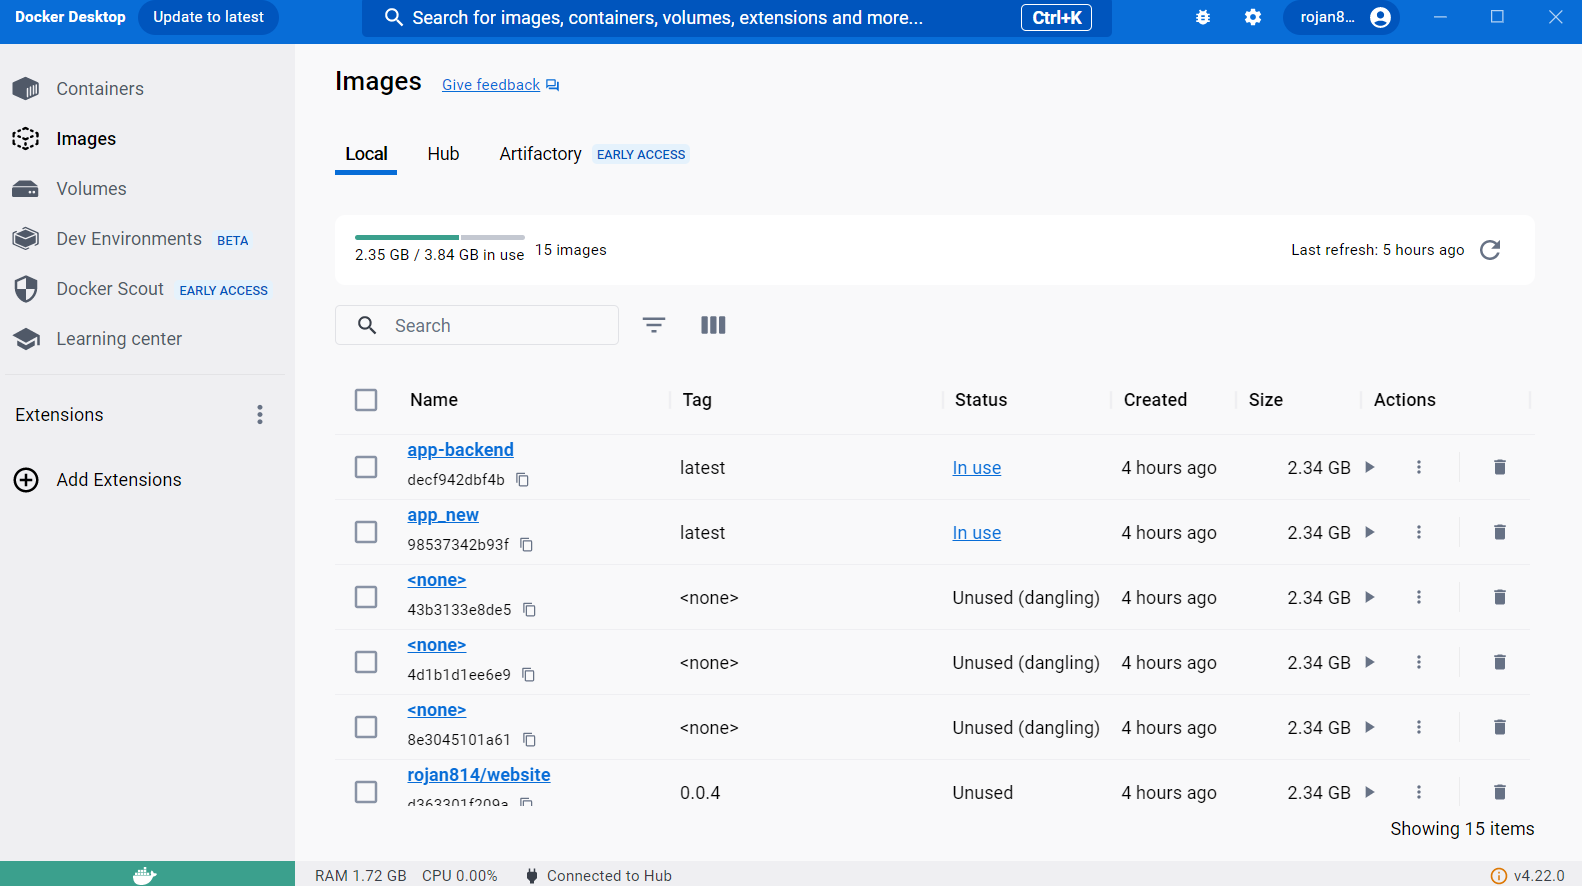 Docker Desktop Update to latest Search for images, containers, volumes, extensions and more... Ctrl+K rojan8...
Containers
Images
Volumes
Dev Environments BETA
Docker Scout EARLY ACCESS
Learning center
Extensions
Add Extensions
Images Give feedback
Local Hub Artifactory EARLY ACCESS
2.35 GB / 3.84 GB in use 15 images Last refresh: 5 hours ago
Search
Name Tag Status Created Size Actions
app-backend
decf942dbf4b latest In use 4 hours ago 2.34 GB
app_new
98537342b93f latest In use 4 hours ago 2.34 GB
<none>
43b3133e8de5 <none> Unused (dangling) 4 hours ago 2.34 GB
<none>
4d1b1d1ee6e9 <none> Unused (dangling) 4 hours ago 2.34 GB
<none>
8e3045101a61 <none> Unused (dangling) 4 hours ago 2.34 GB
rojan814/website
d363301f209a 0.0.4 Unused 4 hours ago 2.34 GB
Showing 15 items
RAM 1.72 GB CPU 0.00% Connected to Hub v4.22.0